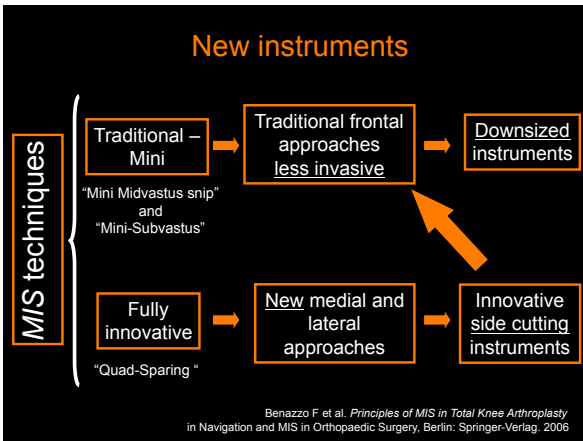 New instruments
MIS techniques
Traditional –
Mini
“Mini Midvastus snip”
and
“Mini-Subvastus”
Traditional frontal
approaches
less invasive
Downsized
instruments
Fully
innovative
“Quad-Sparing “
New medial and
lateral
approaches
Innovative
side cutting
instruments
Benazzo F et al. Principles of MIS in Total Knee Arthroplasty
in Navigation and MIS in Orthopaedic Surgery, Berlin: Springer-Verlag. 2006